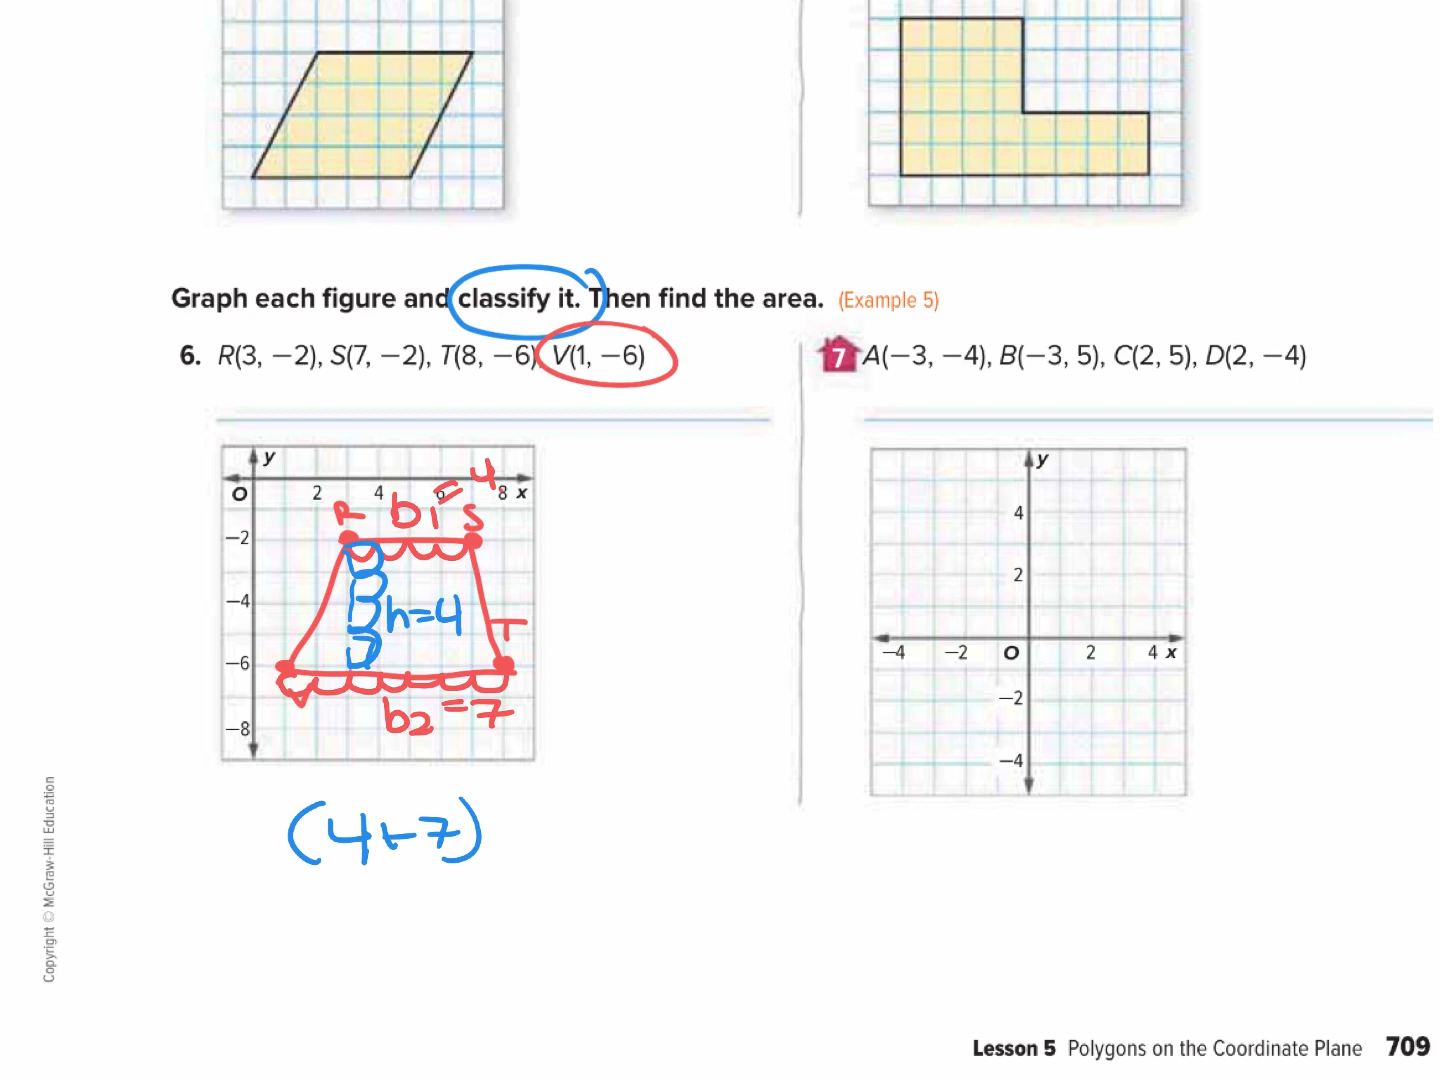 Graph each figure and classify it. Then find the area. (Example 5)
6. R(3, −2), S(7, −2), T(8, −6), V(1, −6)
7 A(−3, −4), B(−3, 5), C(2, 5), D(2, −4)
y
O 2 4 6 8 x
−2
−4
−6
−8
R b1 = 4 S
h=4 T
V
b2 = 7
(4+7)
y
4
2
−4 −2 O 2 4 x
−2
−4
Copyright © McGraw-Hill Education
Lesson 5 Polygons on the Coordinate Plane 709